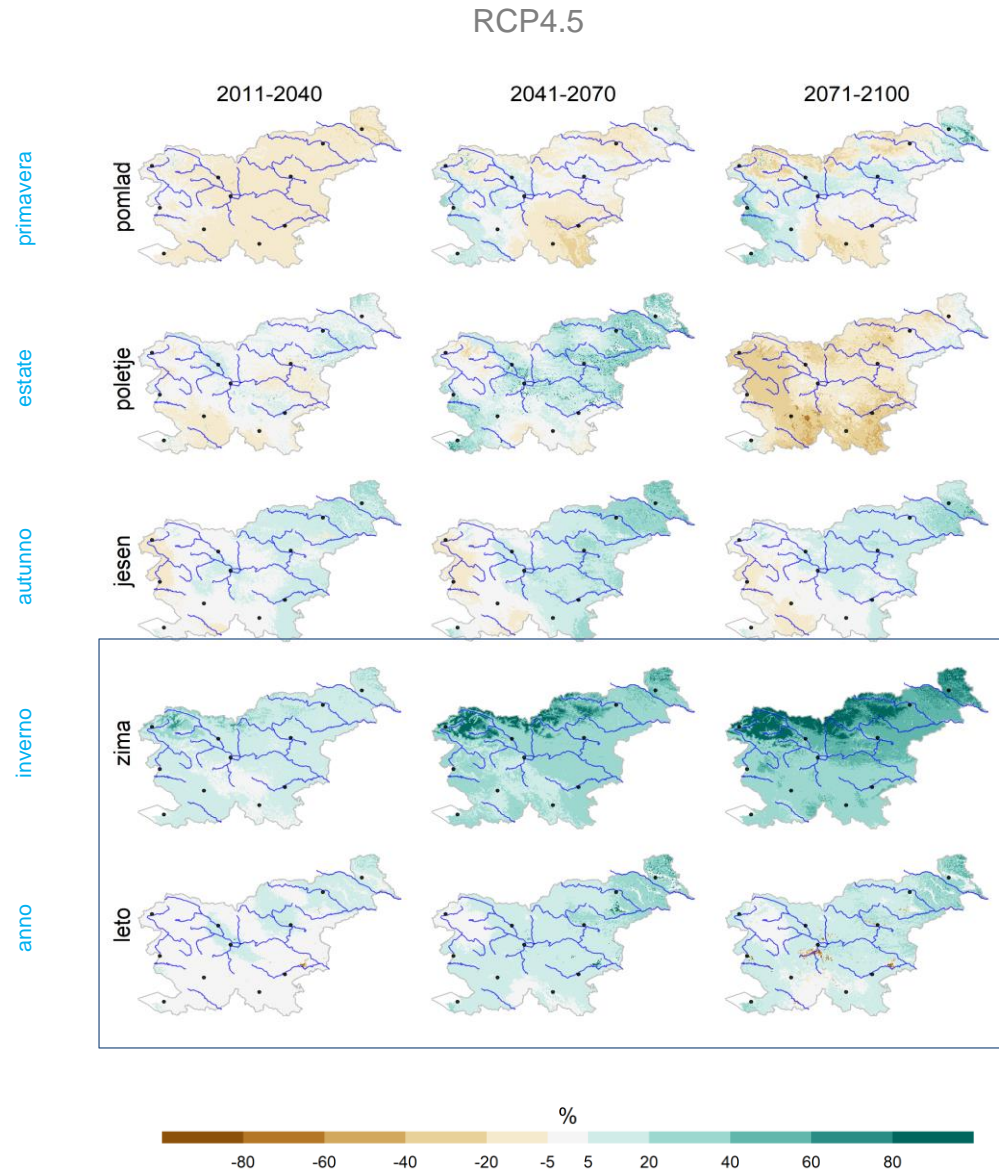 RCP4.5
2011-2040 2041-2070 2071-2100
primavera pomlad
estate poletje
autunno jesen
inverno zima
anno leto
%
-80 -60 -40 -20 -5 5 20 40 60 80